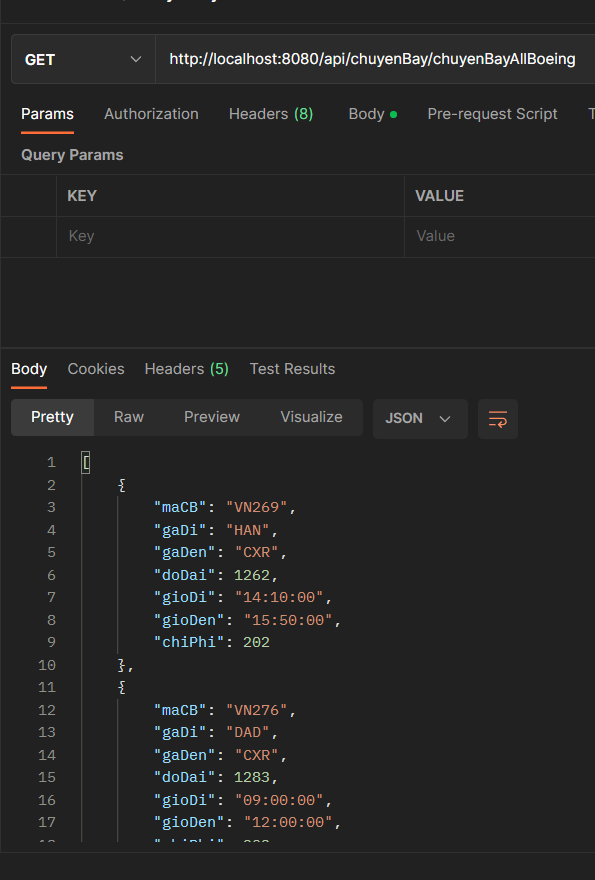 GET http://localhost:8080/api/chuyenBay/chuyenBayAllBoeing
Params Authorization Headers (8) Body Pre-request Script T
Query Params
KEY VALUE
Key Value
Body Cookies Headers (5) Test Results
Pretty Raw Preview Visualize JSON
1 [
2 {
3 "maCB": "VN269",
4 "gaDi": "HAN",
5 "gaDen": "CXR",
6 "doDai": 1262,
7 "gioDi": "14:10:00",
8 "gioDen": "15:50:00",
9 "chiPhi": 202
10 },
11 {
12 "maCB": "VN276",
13 "gaDi": "DAD",
14 "gaDen": "CXR",
15 "doDai": 1283,
16 "gioDi": "09:00:00",
17 "gioDen": "12:00:00",